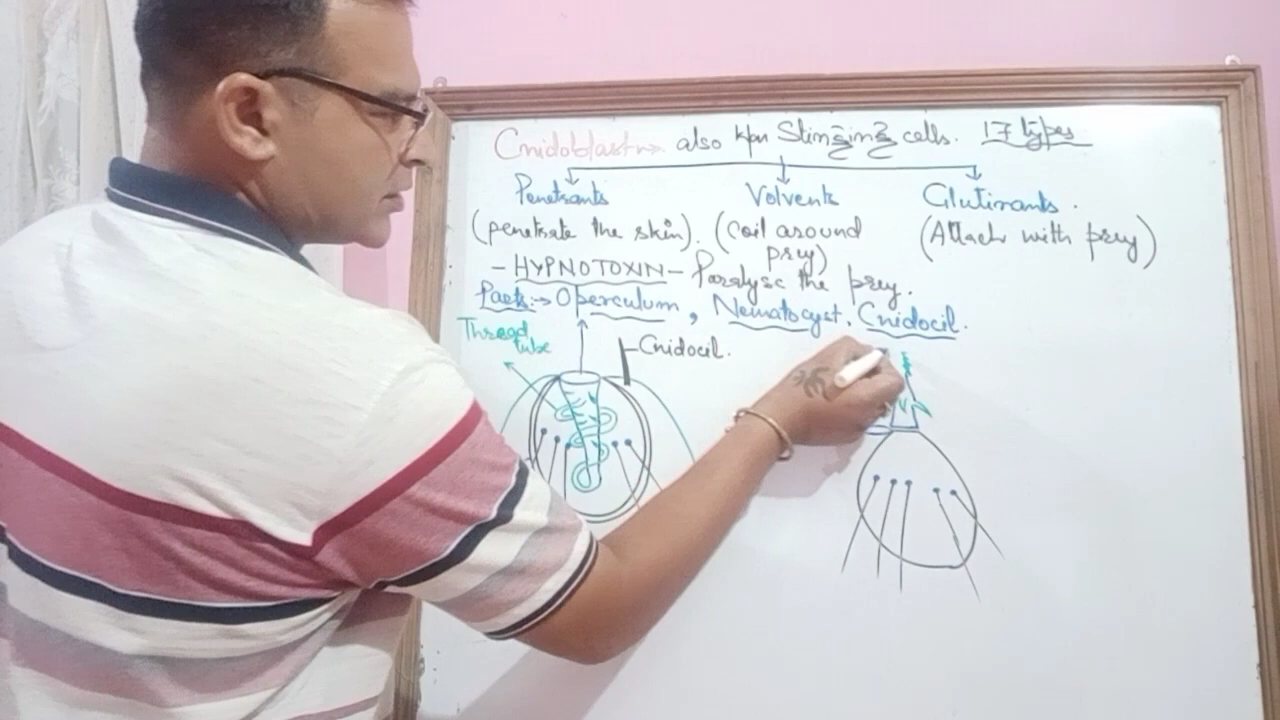 Cnidoblast → also kn Stinging cells. 17 types
Penetrants Volvents Glutinants.
(penetrate the skin). (Coil around prey) (Attach with prey)
- HYPNOTOXIN - Paralyse the prey.
Parts:→ Operculum, Nematocyst, Cnidocil.
Thread tube
Cnidocil.